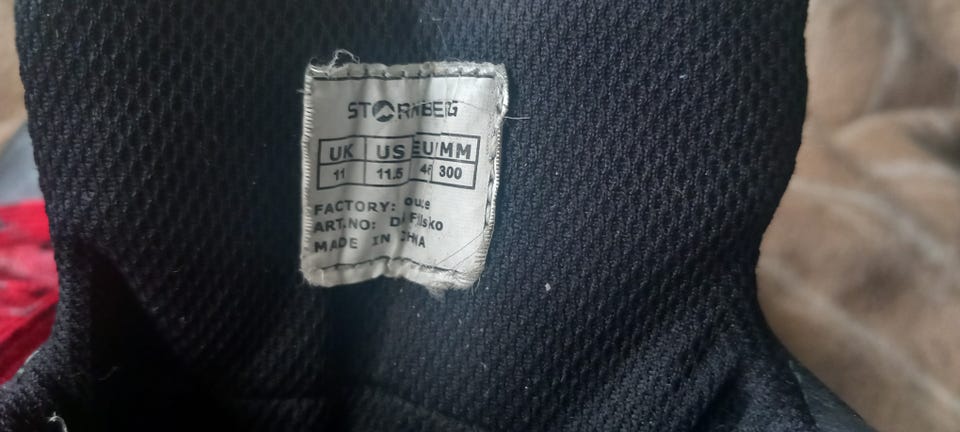 STORMBERG
UK US EU MM
11 11.5 46 300
FACTORY:
ART.NO: Filsko
MADE IN CHINA